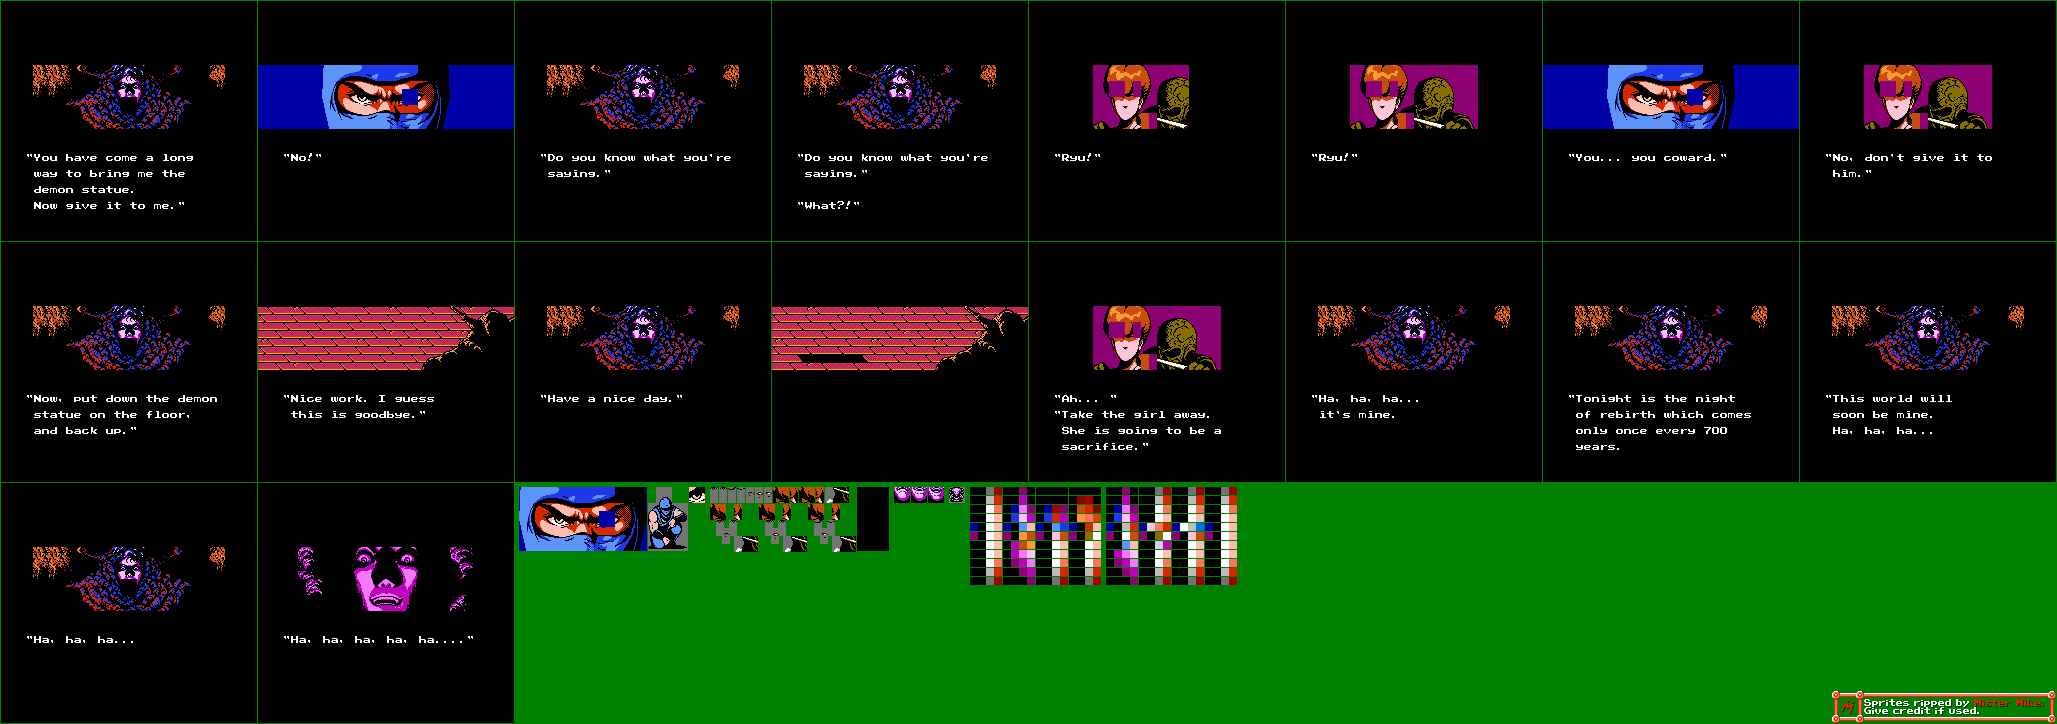 "You have come a long
way to bring me the
demon statue.
Now give it to me."
"No!"
"Do you know what you're
saying."
"Do you know what you're
saying."
"What?!"
"Ryu!"
"Ryu!"
"You... you coward."
"No, don't give it to
him."
"Now, put down the demon
statue on the floor,
and back up."
"Nice work. I guess
this is goodbye."
"Have a nice day."
"Ah... "
"Take the girl away.
She is going to be a
sacrifice."
"Ha, ha, ha...
it's mine.
"Tonight is the night
of rebirth which comes
only once every 700
years.
"This world will
soon be mine.
Ha, ha, ha...
"Ha, ha, ha...
"Ha, ha, ha, ha, ha...."
M
Sprites ripped by Mister Mike.
Give credit if used.